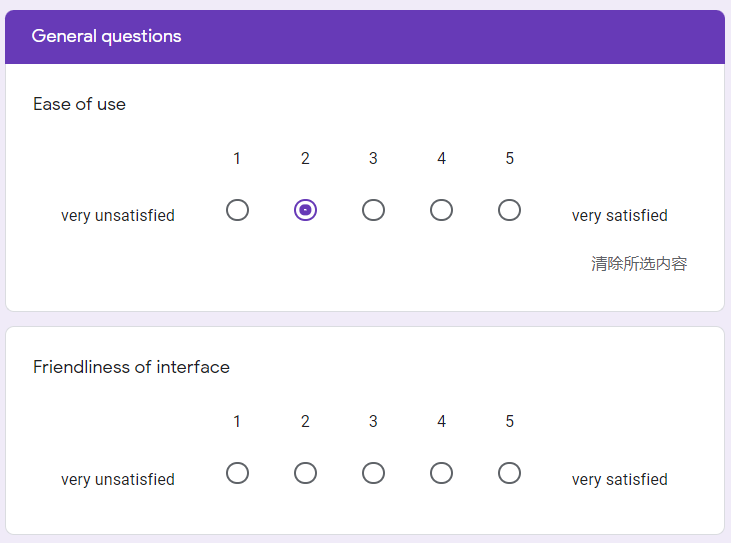 General questions
Ease of use
1 2 3 4 5
very unsatisfied very satisfied
清除所选内容
Friendliness of interface
1 2 3 4 5
very unsatisfied very satisfied